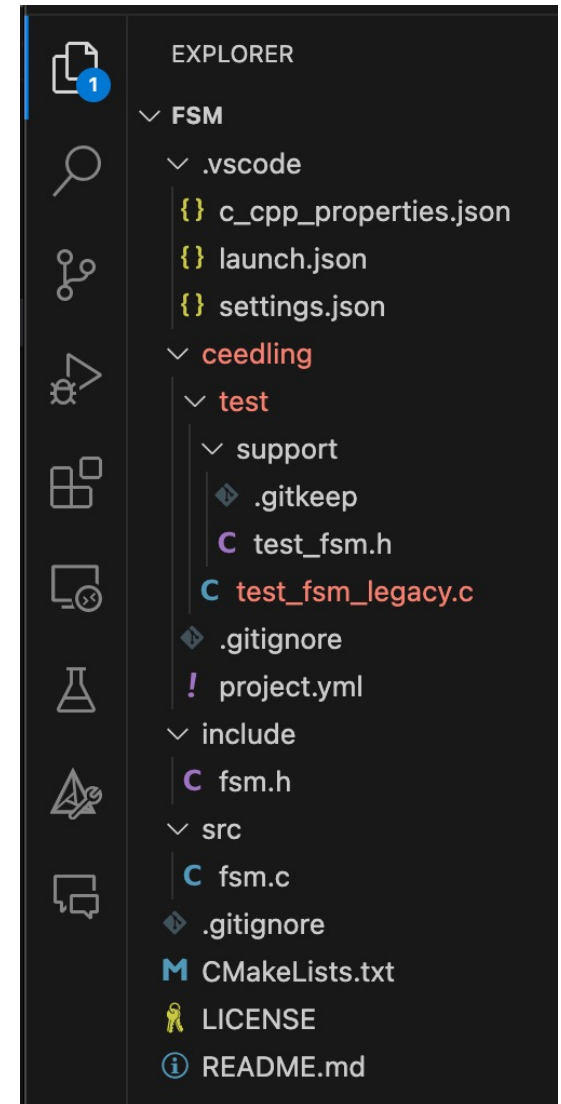 EXPLORER
1
FSM
.vscode
{} c_cpp_properties.json
{} launch.json
{} settings.json
ceedling
test
support
.gitkeep
C test_fsm.h
C test_fsm_legacy.c
.gitignore
! project.yml
include
C fsm.h
src
C fsm.c
.gitignore
M CMakeLists.txt
LICENSE
i README.md